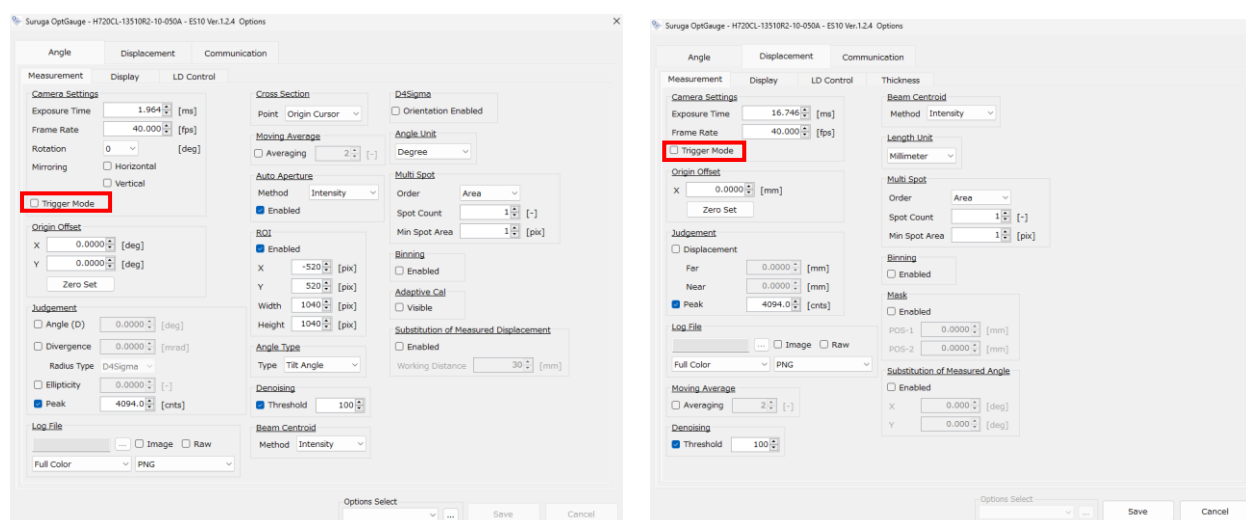 Suruga OptGauge - H720CL-13510R2-10-050A - ES10 Ver.1.2.4 Options
Angle Displacement Communication
Measurement Display LD Control
Camera Settings
Exposure Time 1.964 [ms]
Frame Rate 40.000 [fps]
Rotation 0 [deg]
Mirroring Horizontal
Vertical
Trigger Mode
Origin Offset
X 0.0000 [deg]
Y 0.0000 [deg]
Zero Set
Judgement
Angle (D) 0.0000 [deg]
Divergence 0.0000 [mrad]
Radius Type D4Sigma
Ellipticity 0.0000 [-]
Peak 4094.0 [cnts]
Log File
... Image Raw
Full Color PNG
Cross Section
Point Origin Cursor
Moving Average
Averaging 2 [-]
Auto Aperture
Method Intensity
Enabled
ROI
Enabled
X -520 [pix]
Y 520 [pix]
Width 1040 [pix]
Height 1040 [pix]
Angle Type
Type Tilt Angle
Denoising
Threshold 100
Beam Centroid
Method Intensity
D4Sigma
Orientation Enabled
Angle Unit
Degree
Multi Spot
Order Area
Spot Count 1 [-]
Min Spot Area 1 [pix]
Binning
Enabled
Adaptive Cal
Visible
Substitution of Measured Displacement
Enabled
Working Distance 30 [mm]
Options Select
... Save Cancel
Suruga OptGauge - H720CL-13510R2-10-050A - ES10 Ver.1.2.4 Options
Angle Displacement Communication
Measurement Display LD Control Thickness
Camera Settings
Exposure Time 16.746 [ms]
Frame Rate 40.000 [fps]
Trigger Mode
Origin Offset
X 0.0000 [mm]
Zero Set
Judgement
Displacement
Far 0.0000 [mm]
Near 0.0000 [mm]
Peak 4094.0 [cnts]
Log File
... Image Raw
Full Color PNG
Moving Average
Averaging 2 [-]
Denoising
Threshold 100
Beam Centroid
Method Intensity
Length Unit
Millimeter
Multi Spot
Order Area
Spot Count 1 [-]
Min Spot Area 1 [pix]
Binning
Enabled
Mask
Enabled
POS-1 0.0000 [mm]
POS-2 0.0000 [mm]
Substitution of Measured Angle
Enabled
X 0.000 [deg]
Y 0.000 [deg]
Options Select
... Save Cancel